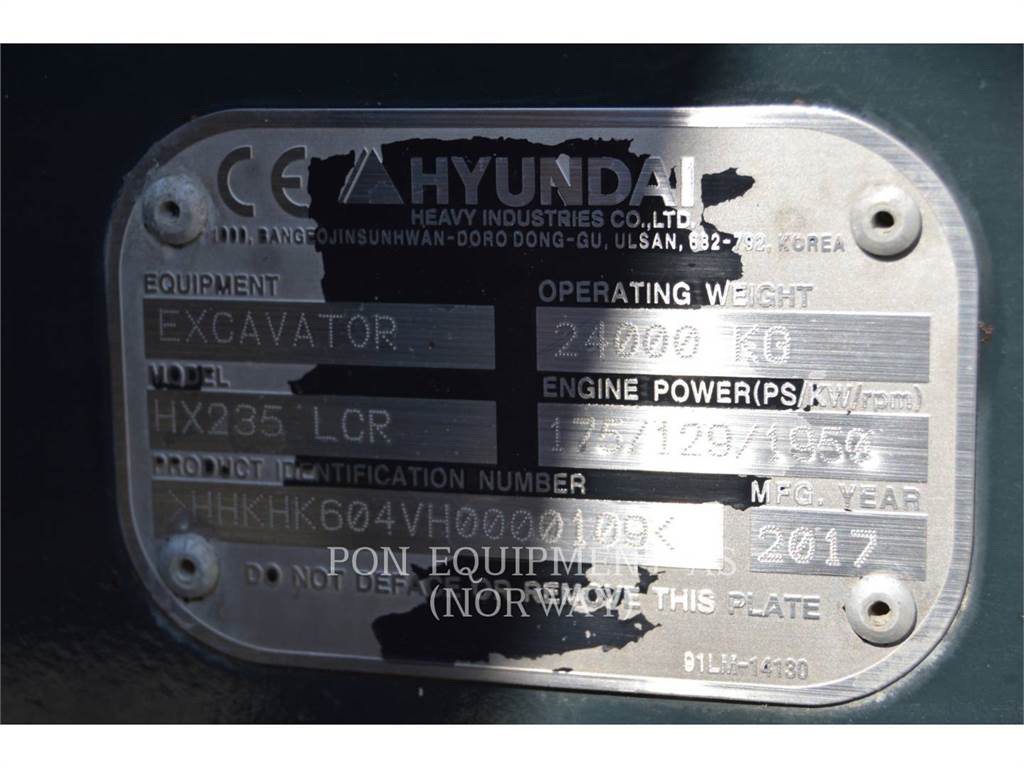 CE HYUNDAI
HEAVY INDUSTRIES CO.,LTD.
1000, BANGEOJINSUNHWAN-DORO DONG-GU, ULSAN, 682-792, KOREA
EQUIPMENT OPERATING WEIGHT
EXCAVATOR 24000 KG
MODEL ENGINE POWER(PS/KW/rpm)
HX235 LCR 175/129/1950
PRODUCT IDENTIFICATION NUMBER MFG. YEAR
>HHKHK604VH0000109< 2017
PON EQUIPMENT AS
DO NOT DEFACE OR REMOVE THIS PLATE
(NORWAY)
91LM-14130